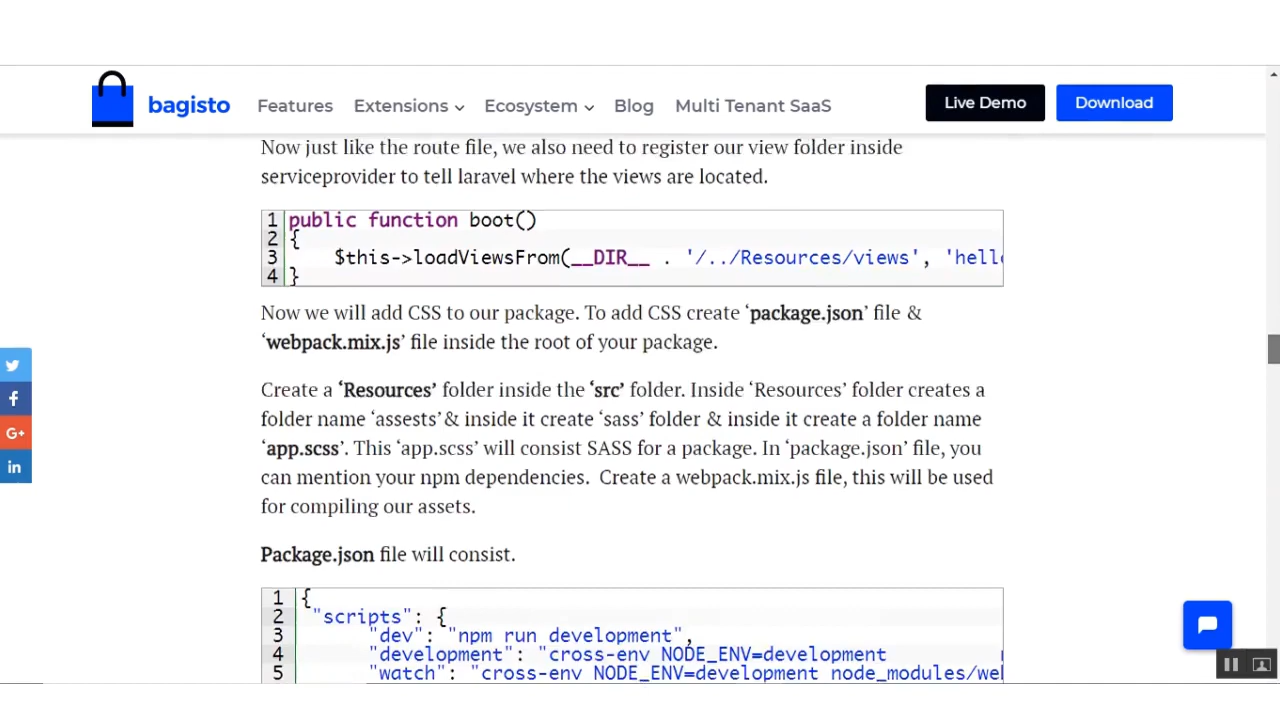 bagisto Features Extensions Ecosystem Blog Multi Tenant SaaS Live Demo Download
Now just like the route file, we also need to register our view folder inside
serviceprovider to tell laravel where the views are located.
1 public function boot()
2 {
3 $this->loadViewsFrom(__DIR__ . '/../Resources/views', 'hello
4 }
Now we will add CSS to our package. To add CSS create ‘package.json’ file &
‘webpack.mix.js’ file inside the root of your package.
Create a ‘Resources’ folder inside the ‘src’ folder. Inside ‘Resources’ folder creates a
folder name ‘assests’& inside it create ‘sass’ folder & inside it create a folder name
‘app.scss’. This ‘app.scss’ will consist SASS for a package. In ‘package.json’ file, you
can mention your npm dependencies.  Create a webpack.mix.js file, this will be used
for compiling our assets.
Package.json file will consist.
1 {
2 "scripts": {
3 "dev": "npm run development",
4 "development": "cross-env NODE_ENV=development
5 "watch": "cross-env NODE_ENV=development node_modules/we